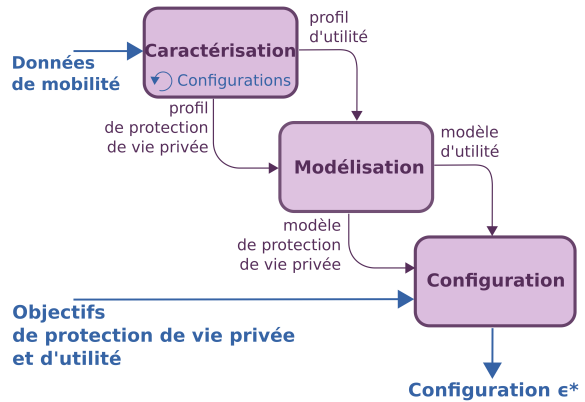 profil
d'utilité
Caractérisation
Configurations
Données
de mobilité
profil
de protection
de vie privée
modèle
d'utilité
Modélisation
modèle
de protection
de vie privée
Configuration
Objectifs
de protection de vie privée
et d'utilité
Configuration ϵ*